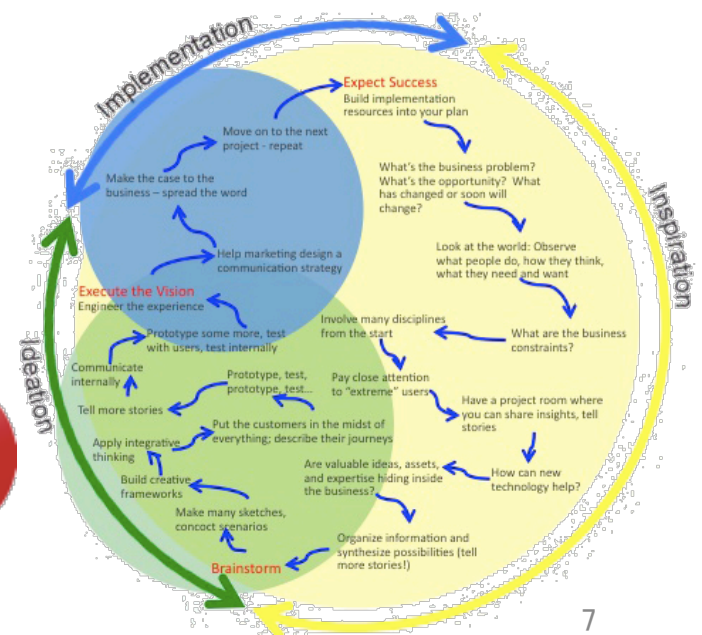 Implementation
Expect Success
Build implementation
resources into your plan
What's the business problem?
What's the opportunity? What
has changed or soon will
change?
Look at the world: Observe
what people do, how they think,
what they need and want
What are the business
constraints?
Involve many disciplines
from the start
Pay close attention
to "extreme" users
Have a project room where
you can share insights, tell
stories
How can new
technology help?
Are valuable ideas, assets,
and expertise hiding inside
the business?
Organize information and
synthesize possibilities (tell
more stories!)
Inspiration
Brainstorm
Make many sketches,
concoct scenarios
Build creative
frameworks
Apply integrative
thinking
Put the customers in the midst of
everything; describe their journeys
Prototype, test,
prototype, test...
Tell more stories
Communicate
internally
Prototype some more, test
with users, test internally
Ideation
Execute the Vision
Engineer the experience
Help marketing design a
communication strategy
Make the case to the
business – spread the word
Move on to the next
project - repeat
7